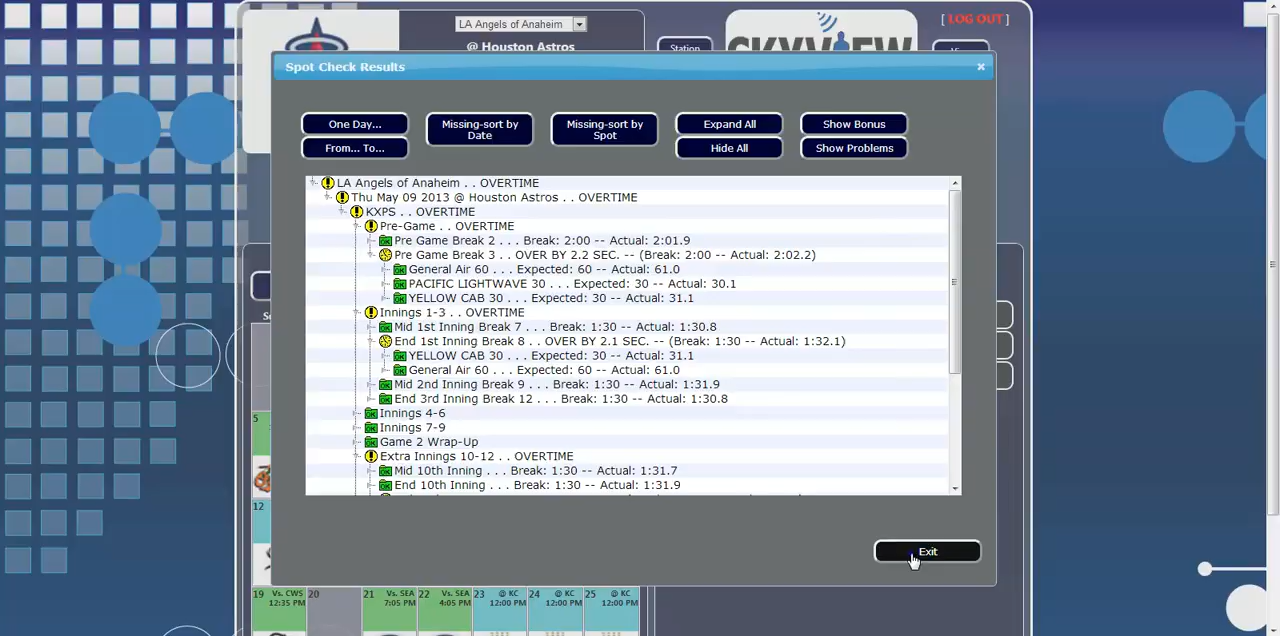 LA Angels of Anheim
@ Houston Astros
Station
SKYVIEW
[ LOG OUT ]
Spot Check Results
×
One Day...
From... To...
Missing-sort by
Date
Missing-sort by
Spot
Expand All
Hide All
Show Bonus
Show Problems
LA Angels of Anaheim . . OVERTIME
Thu May 09 2013 @ Houston Astros . . OVERTIME
KXPS . . OVERTIME
Pre-Game . . OVERTIME
Pre Game Break 2 . . . Break: 2:00 -- Actual: 2:01.9
Pre Game Break 3 . . OVER BY 2.2 SEC. -- (Break: 2:00 -- Actual: 2:02.2)
General Air 60 . . . Expected: 60 -- Actual: 61.0
PACIFIC LIGHTWAVE 30 . . . Expected: 30 -- Actual: 30.1
YELLOW CAB 30 . . . Expected: 30 -- Actual: 31.1
Innings 1-3 . . OVERTIME
Mid 1st Inning Break 7 . . . Break: 1:30 -- Actual: 1:30.8
End 1st Inning Break 8 . . OVER BY 2.1 SEC. -- (Break: 1:30 -- Actual: 1:32.1)
YELLOW CAB 30 . . . Expected: 30 -- Actual: 31.1
General Air 60 . . . Expected: 60 -- Actual: 61.0
Mid 2nd Inning Break 9 . . . Break: 1:30 -- Actual: 1:31.9
End 3rd Inning Break 12 . . . Break: 1:30 -- Actual: 1:30.8
Innings 4-6
Innings 7-9
Game 2 Wrap-Up
Extra Innings 10-12 . . OVERTIME
Mid 10th Inning . . . Break: 1:30 -- Actual: 1:31.7
End 10th Inning . . . Break: 1:30 -- Actual: 1:31.9
Exit
5
12
19 Vs. CWS
12:35 PM
20
21 Vs. SEA
7:05 PM
22 Vs. SEA
4:05 PM
23 @ KC
12:00 PM
24 @ KC
12:00 PM
25 @ KC
12:00 PM